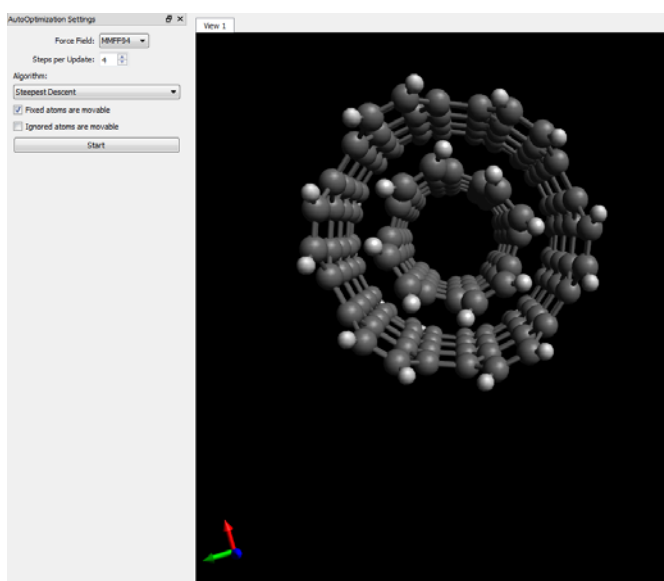 AutoOptimization Settings
View 1
Force Field: MMFF94
Steps per Update: 4
Algorithm:
Steepest Descent
Fixed atoms are movable
Ignored atoms are movable
Start